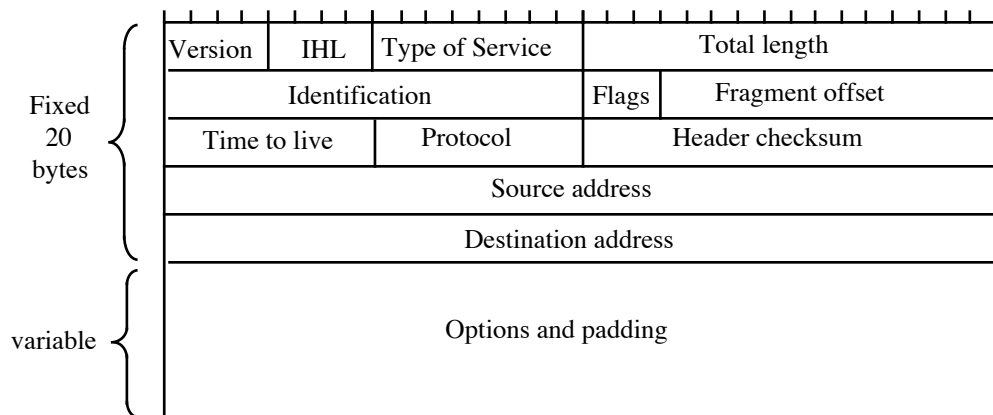 Version IHL Type of Service Total length
Identification Flags Fragment offset
Time to live Protocol Header checksum
Source address
Destination address
Fixed
20
bytes
Options and padding
variable